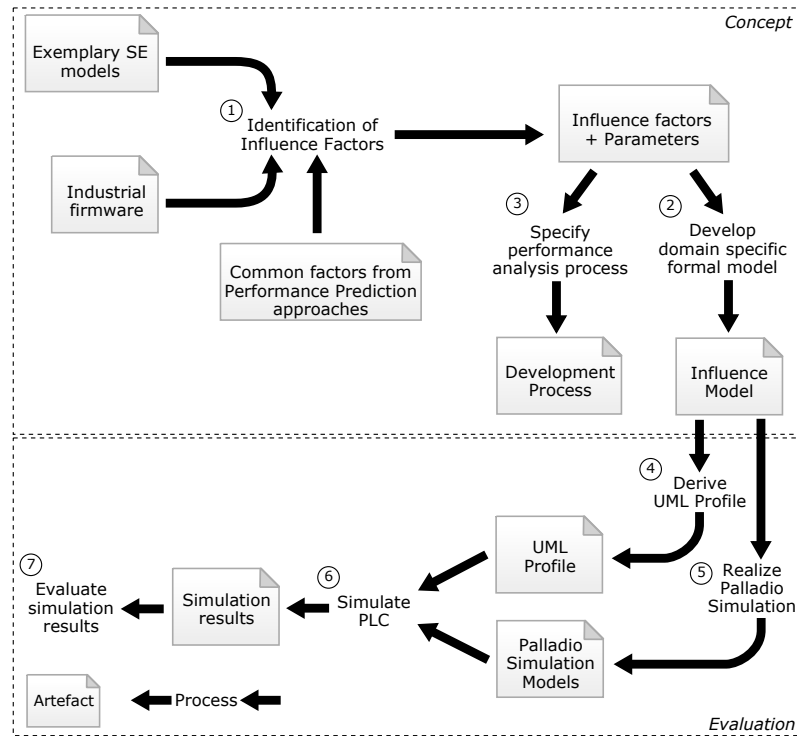 Concept
Exemplary SE
models
1
Identification of
Influence Factors
Influence factors
+ Parameters
Industrial
firmware
Common factors from
Performance Prediction
approaches
3
Specify
performance
analysis process
2
Develop
domain specific
formal model
Development
Process
Influence
Model
4
Derive
UML Profile
UML
Profile
5
Realize
Palladio
Simulation
Palladio
Simulation
Models
6
Simulate
PLC
Simulation
results
7
Evaluate
simulation
results
Artefact
Process
Evaluation